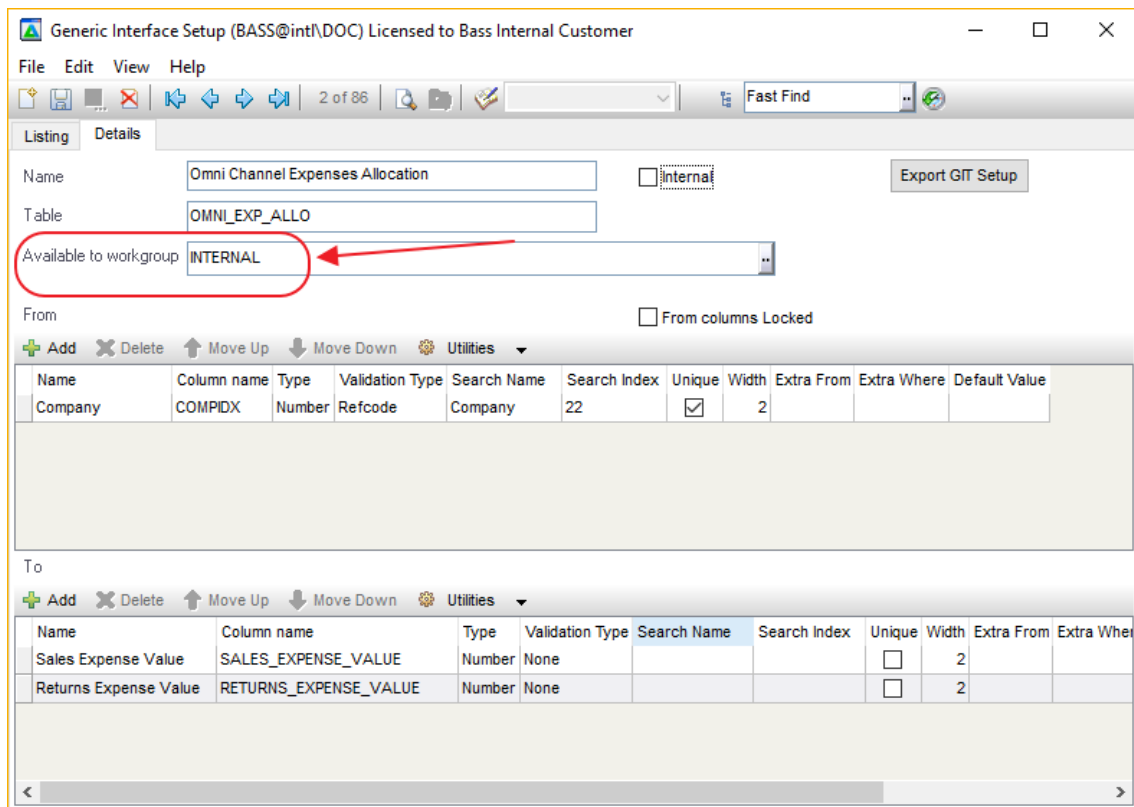 Generic Interface Setup (BASS@intl\DOC) Licensed to Bass Internal Customer
File Edit View Help
2 of 86 Fast Find ..
Listing Details
Name Omni Channel Expenses Allocation Internal Export GIT Setup
Table OMNI_EXP_ALLO
Available to workgroup INTERNAL ..
From From columns Locked
Add Delete Move Up Move Down Utilities
Name Column name Type Validation Type Search Name Search Index Unique Width Extra From Extra Where Default Value
Company COMPIDX Number Refcode Company 22 2
To
Add Delete Move Up Move Down Utilities
Name Column name Type Validation Type Search Name Search Index Unique Width Extra From Extra Wher
Sales Expense Value SALES_EXPENSE_VALUE Number None 2
Returns Expense Value RETURNS_EXPENSE_VALUE Number None 2